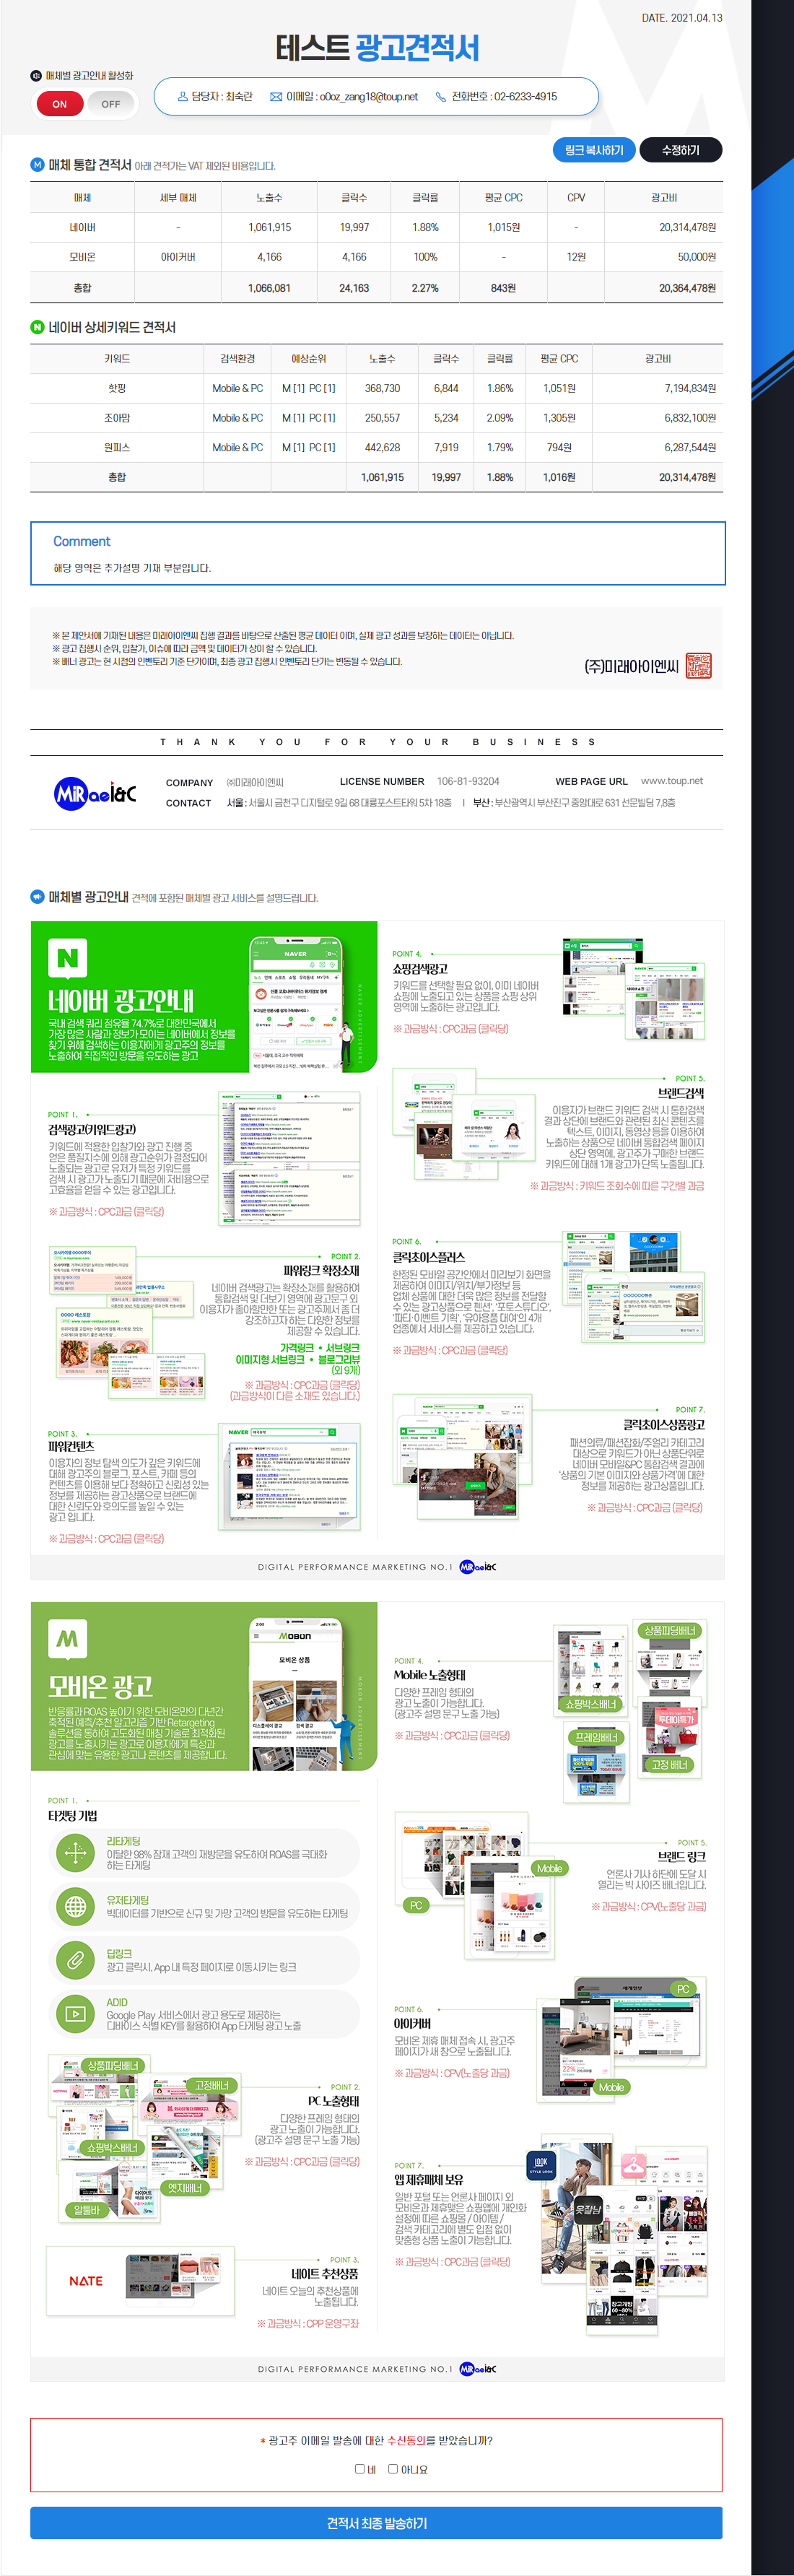 DATE. 2021.04.13
테스트 광고견적서
매체별 광고안내 활성화
ON OFF
담당자 : 최숙란 이메일 : o0oz_zang18@toup.net 전화번호 : 02-6233-4915
링크 복사하기 수정하기
M 매체 통합 견적서 아래 견적가는 VAT 제외된 비용입니다.
매체 세부 매체 노출수 클릭수 클릭률 평균 CPC CPV 광고비
네이버 - 1,061,915 19,997 1.88% 1,015원 - 20,314,478원
모비온 아이커버 4,166 4,166 100% - 12원 50,000원
총합 1,066,081 24,163 2.27% 843원 20,364,478원
N 네이버 상세키워드 견적서
키워드 검색환경 예상순위 노출수 클릭수 클릭률 평균 CPC 광고비
핫핑 Mobile & PC M [1] PC [1] 368,730 6,844 1.86% 1,051원 7,194,834원
조아맘 Mobile & PC M [1] PC [1] 250,557 5,234 2.09% 1,305원 6,832,100원
원피스 Mobile & PC M [1] PC [1] 442,628 7,919 1.79% 794원 6,287,544원
총합 1,061,915 19,997 1.88% 1,016원 20,314,478원
Comment
해당 영역은 추가설명 기재 부분입니다.
※ 본 제안서에 기재된 내용은 미래아이엔씨 집행 결과를 바탕으로 산출된 평균 데이터 이며, 실제 광고 성과를 보장하는 데이터는 아닙니다.
※ 광고 집행시 순위, 입찰가, 이슈에 따라 금액 및 데이터가 상이 할 수 있습니다.
※ 배너 광고는 현 시점의 인벤토리 기준 단가이며, 최종 광고 집행시 인벤토리 단가는 변동될 수 있습니다.
(주)미래아이엔씨
THANK YOU FOR YOUR BUSINESS
MiRaeI&C
COMPANY ㈜미래아이엔씨 LICENSE NUMBER 106-81-93204 WEB PAGE URL www.toup.net
CONTACT 서울 : 서울시 금천구 디지털로 9길 68 대륭포스트타워 5차 18층 | 부산 : 부산광역시 부산진구 중앙대로 631 선문빌딩 7,8층
매체별 광고안내 견적에 포함된 매체별 광고 서비스를 설명드립니다.
N
네이버 광고안내
국내 검색 쿼리 점유율 74.7%로 대한민국에서
가장 많은 사람과 정보가 모이는 네이버에서 정보를
찾기 위해 검색하는 이용자에게 광고주의 정보를
노출하여 직접적인 방문을 유도하는 광고
NAVER
POINT 1.
검색광고(키워드광고)
키워드에 적용한 입찰가와 광고 진행 중
얻은 품질지수에 의해 광고순위가 결정되어
노출되는 광고로 유저가 특정 키워드를
검색 시 광고가 노출되기 때문에 저비용으로
고효율을 얻을 수 있는 광고입니다.
※ 과금방식 : CPC과금 (클릭당)
POINT 2.
파워링크 확장소재
네이버 검색광고는 확장소재를 활용하여
이용자가 좋아할만한 또는 광고주께서 좀 더
강조하고자 하는 다양한 정보를
제공할 수 있습니다.
가격링크 • 서브링크
이미지형 서브링크 • 블로그리뷰
(외 9개)
※ 과금방식 : CPC과금 (클릭당)
(과금방식이 다른 소재도 있습니다.)
POINT 3.
파워컨텐츠
이용자의 정보 탐색 의도가 깊은 키워드에
대해 광고주의 블로그, 포스트, 카페 등의
컨텐츠를 이용해 보다 정확하고 신뢰성 있는
정보를 제공하는 광고상품으로 브랜드에
대한 신뢰도와 호의도를 높일 수 있는
광고 입니다.
※ 과금방식 : CPC과금 (클릭당)
POINT 4.
쇼핑검색광고
키워드를 선택할 필요 없이, 이미 네이버
쇼핑에 노출되고 있는 상품을 쇼핑 상위
영역에 노출하는 광고입니다.
※ 과금방식 : CPC과금 (클릭당)
POINT 5.
브랜드검색
이용자가 브랜드 키워드 검색 시 통합검색
결과 상단에 브랜드와 관련된 최신 콘텐츠를
텍스트, 이미지, 동영상 등을 이용하여
노출하는 상품으로 네이버 통합검색 페이지
상단 영역에, 광고주가 구매한 브랜드
키워드에 대해 1개 광고가 단독 노출됩니다.
※ 과금방식 : 키워드 조회수에 따른 구간별 과금
POINT 6.
클릭초이스플러스
한정된 모바일 공간안에서 미리보기 화면을
제공하여 이미지/위치/부가정보 등
업체 상품에 대한 더욱 많은 정보를 전달할
수 있는 광고상품으로 '펜션', '포토스튜디오',
'파티·이벤트 기획', '유아용품 대여'의 4개
업종에서 서비스를 제공하고 있습니다.
※ 과금방식 : CPC과금 (클릭당)
POINT 7.
클릭초이스상품광고
패션의류/패션잡화/주얼리 카테고리
대상으로 키워드가 아닌 상품단위로
네이버 모바일&PC 통합검색 결과에
'상품의 기본 이미지와 상품가격'에 대한
정보를 제공하는 광고상품입니다.
※ 과금방식 : CPC과금 (클릭당)
DIGITAL PERFORMANCE MARKETING NO.1 MiRaeI&C
M
모비온 광고
반응률과 ROAS 높이기 위한 모비온만의 다년간
축적된 예측/추천 알고리즘 기반 Retargeting
솔루션을 통하여 고도화된 매칭 기술로 최적화된
광고를 노출시키는 광고로 이용자에게 특성과
관심에 맞는 유용한 광고나 콘텐츠를 제공합니다.
MOBON
모비온 상품
POINT 1.
타겟팅 기법
리타게팅
이탈한 98% 잠재 고객의 재방문을 유도하여 ROAS를 극대화
하는 타게팅
유저타게팅
빅데이터를 기반으로 신규 및 가망 고객의 방문을 유도하는 타게팅
딥링크
광고 클릭시, App 내 특정 페이지로 이동시키는 링크
ADID
Google Play 서비스에서 광고 용도로 제공하는
디바이스 식별 KEY를 활용하여 App 타게팅 광고 노출
상품피딩배너
고정배너
쇼핑박스배너
엣지배너
알툴바
POINT 2.
PC 노출형태
다양한 프레임 형태의
광고 노출이 가능합니다.
(광고주 설명 문구 노출 가능)
※ 과금방식 : CPC과금 (클릭당)
NATE
POINT 3.
네이트 추천상품
네이트 오늘의 추천상품에
노출됩니다.
※ 과금방식 : CPP 운영구좌
POINT 4.
Mobile 노출형태
다양한 프레임 형태의
광고 노출이 가능합니다.
(광고주 설명 문구 노출 가능)
※ 과금방식 : CPC과금 (클릭당)
상품피딩배너
쇼핑박스배너
투데이특가
프레임배너
고정 배너
POINT 5.
브랜드 링크
언론사 기사 하단에 도달 시
열리는 빅 사이즈 배너입니다.
※ 과금방식 : CPV(노출당 과금)
Mobile
PC
POINT 6.
아이커버
모비온 제휴 매체 접속 시, 광고주
페이지가 새 창으로 노출됩니다.
※ 과금방식 : CPV(노출당 과금)
PC
Mobile
POINT 7.
앱 제휴매체 보유
일반 포털 또는 언론사 페이지 외
모비온과 제휴맺은 쇼핑앱에 개인화
설정에 따른 쇼핑몰 / 아이템 /
검색 카테고리에 별도 입점 없이
맞춤형 상품 노출이 가능합니다.
※ 과금방식 : CPC과금 (클릭당)
LOOK
STYLE LOOK
옷잘남
DIGITAL PERFORMANCE MARKETING NO.1 MiRaeI&C
* 광고주 이메일 발송에 대한 수신동의를 받았습니까?
네 아니요
견적서 최종 발송하기